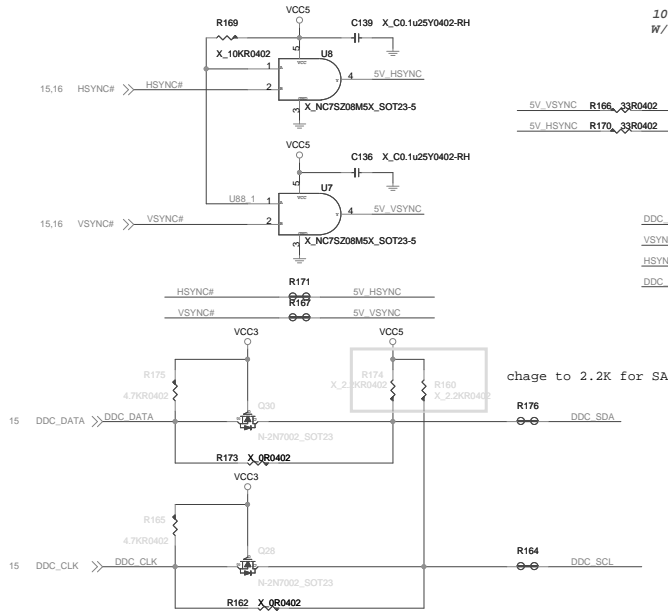 VCC5
10
W/
R169
C139 X_C0.1u25Y0402-RH
X_10KR0402
5
U8
VCC
15,16 HSYNC# HSYNC#
1
2
4
5V_HSYNC
3
X_NC7SZ08M5X_SOT23-5
5V_VSYNC R166 33R0402
5V_HSYNC R170 33R0402
VCC5
C136 X_C0.1u25Y0402-RH
5
U7
VCC
U88_1
1
15,16 VSYNC# VSYNC#
2
4
5V_VSYNC
3
X_NC7SZ08M5X_SOT23-5
DDC_
VSYN
HSYN
DDC_
R171
HSYNC# 5V_HSYNC
R167
VSYNC# 5V_VSYNC
VCC3
VCC5
R175
4.7KR0402
R174
X_2.2KR0402
R160
X_2.2KR0402
chage to 2.2K for SA
Q30
R176
15 DDC_DATA DDC_DATA
DDC_SDA
N-2N7002_SOT23
R173 X_0R0402
VCC3
R165
4.7KR0402
Q28
R164
15 DDC_CLK DDC_CLK
DDC_SCL
N-2N7002_SOT23
R162 X_0R0402